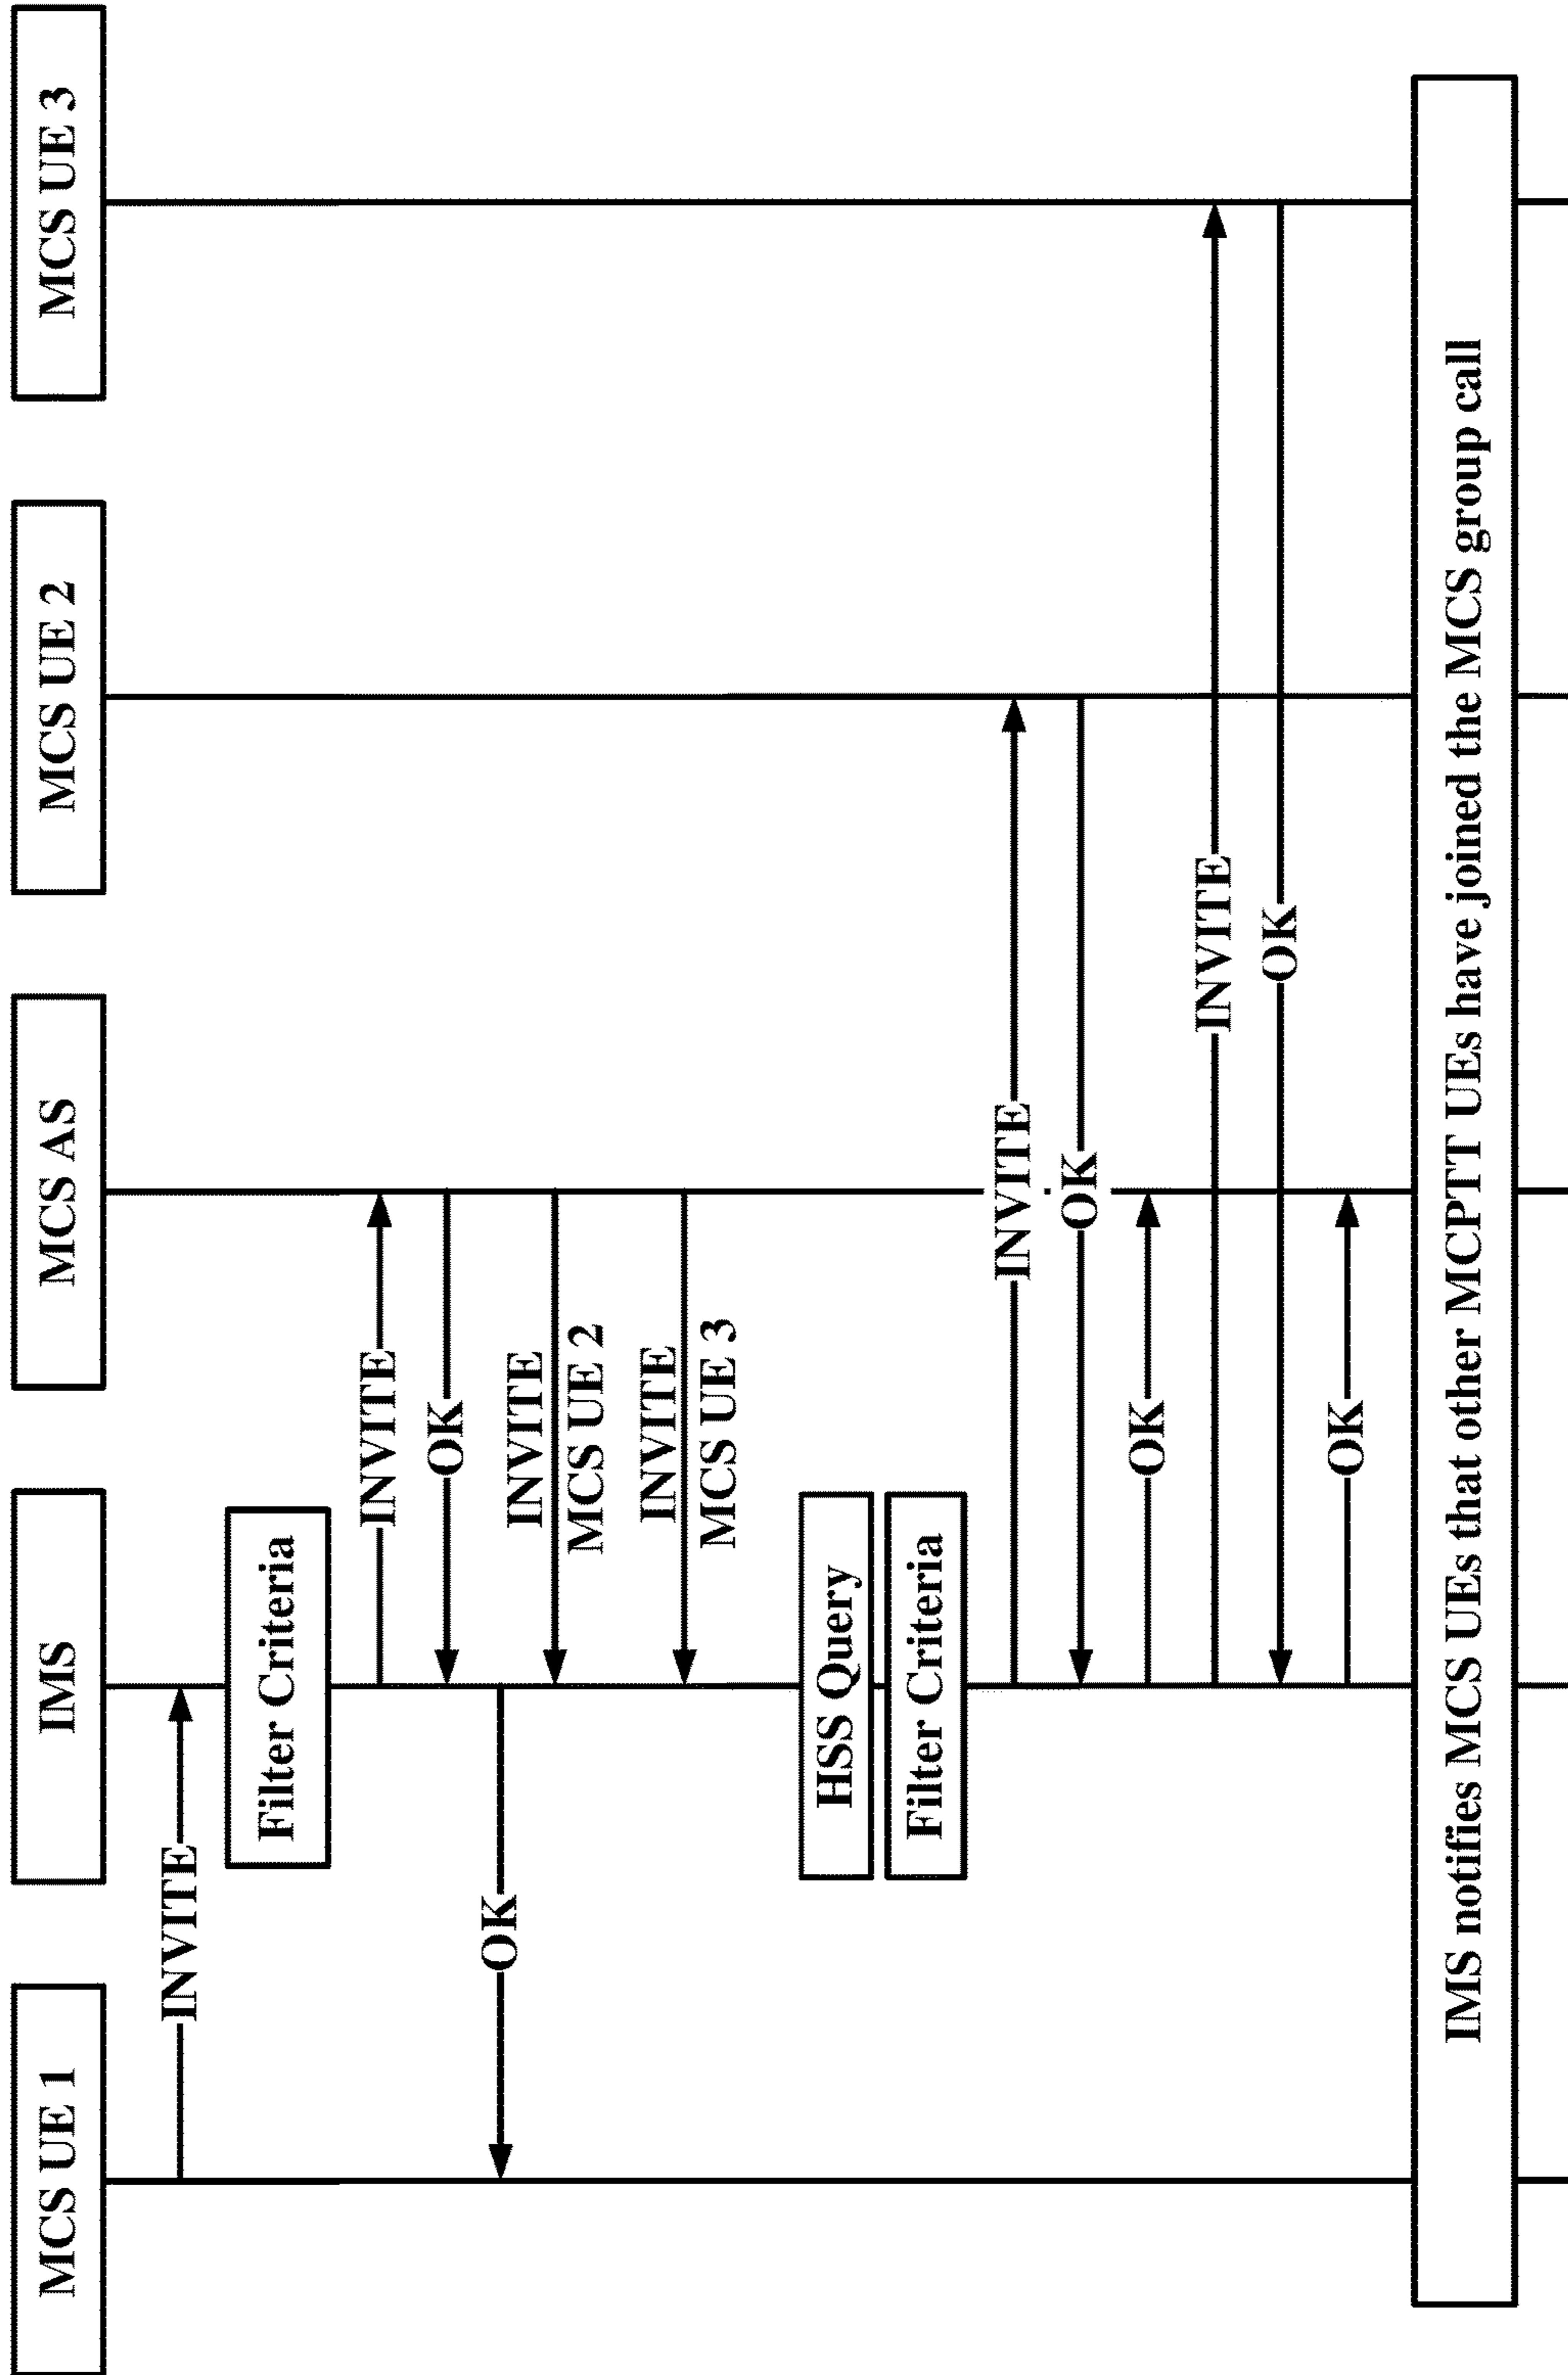 MCS UE 1
IMS
MCS AS
MCS UE 2
MCS UE 3
INVITE
Filter Criteria
INVITE
OK
OK
INVITE
MCS UE 2
INVITE
MCS UE 3
HSS Query
Filter Criteria
INVITE
OK
OK
INVITE
OK
OK
IMS notifies MCS UEs that other MCPTT UEs have joined the MCS group call